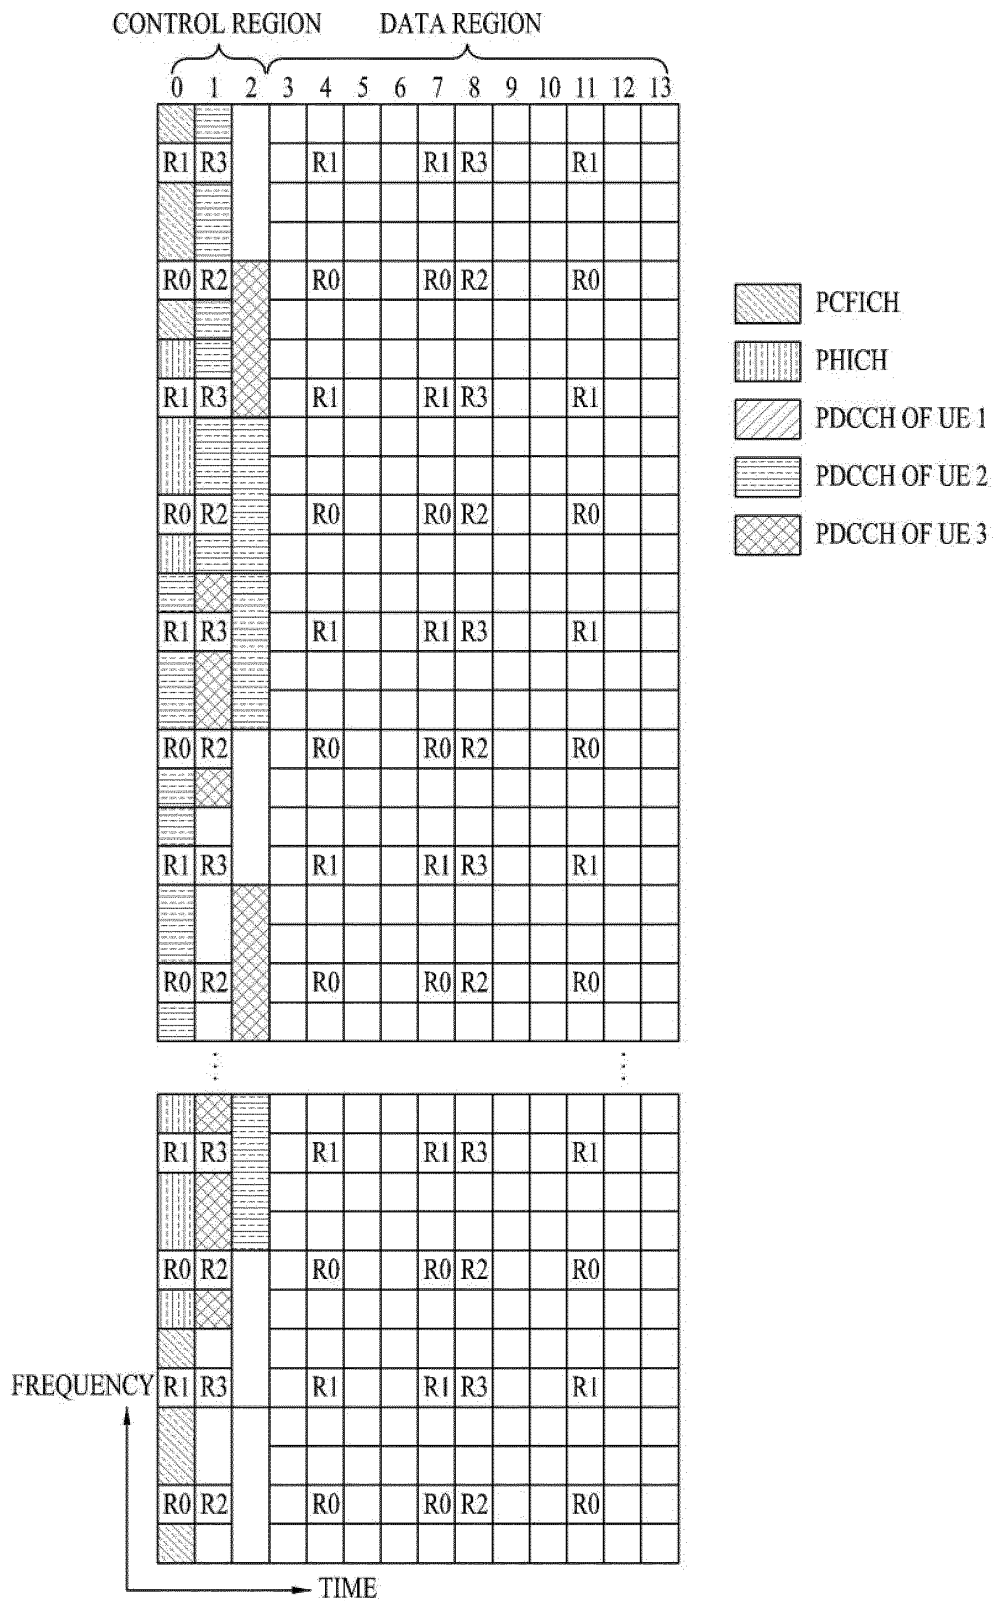 CONTROL REGION DATA REGION
0 1 2 3 4 5 6 7 8 9 10 11 12 13
R1 R3 R1 R1 R3 R1
R0 R2 R0 R0 R2 R0
PCFICH
PHICH
R1 R3 R1 R1 R3 R1
PDCCH OF UE 1
PDCCH OF UE 2
R0 R2 R0 R0 R2 R0
PDCCH OF UE 3
R1 R3 R1 R1 R3 R1
R0 R2 R0 R0 R2 R0
R1 R3 R1 R1 R3 R1
R0 R2 R0 R0 R2 R0
R1 R3 R1 R1 R3 R1
R0 R2 R0 R0 R2 R0
FREQUENCY R1 R3 R1 R1 R3 R1
R0 R2 R0 R0 R2 R0
TIME